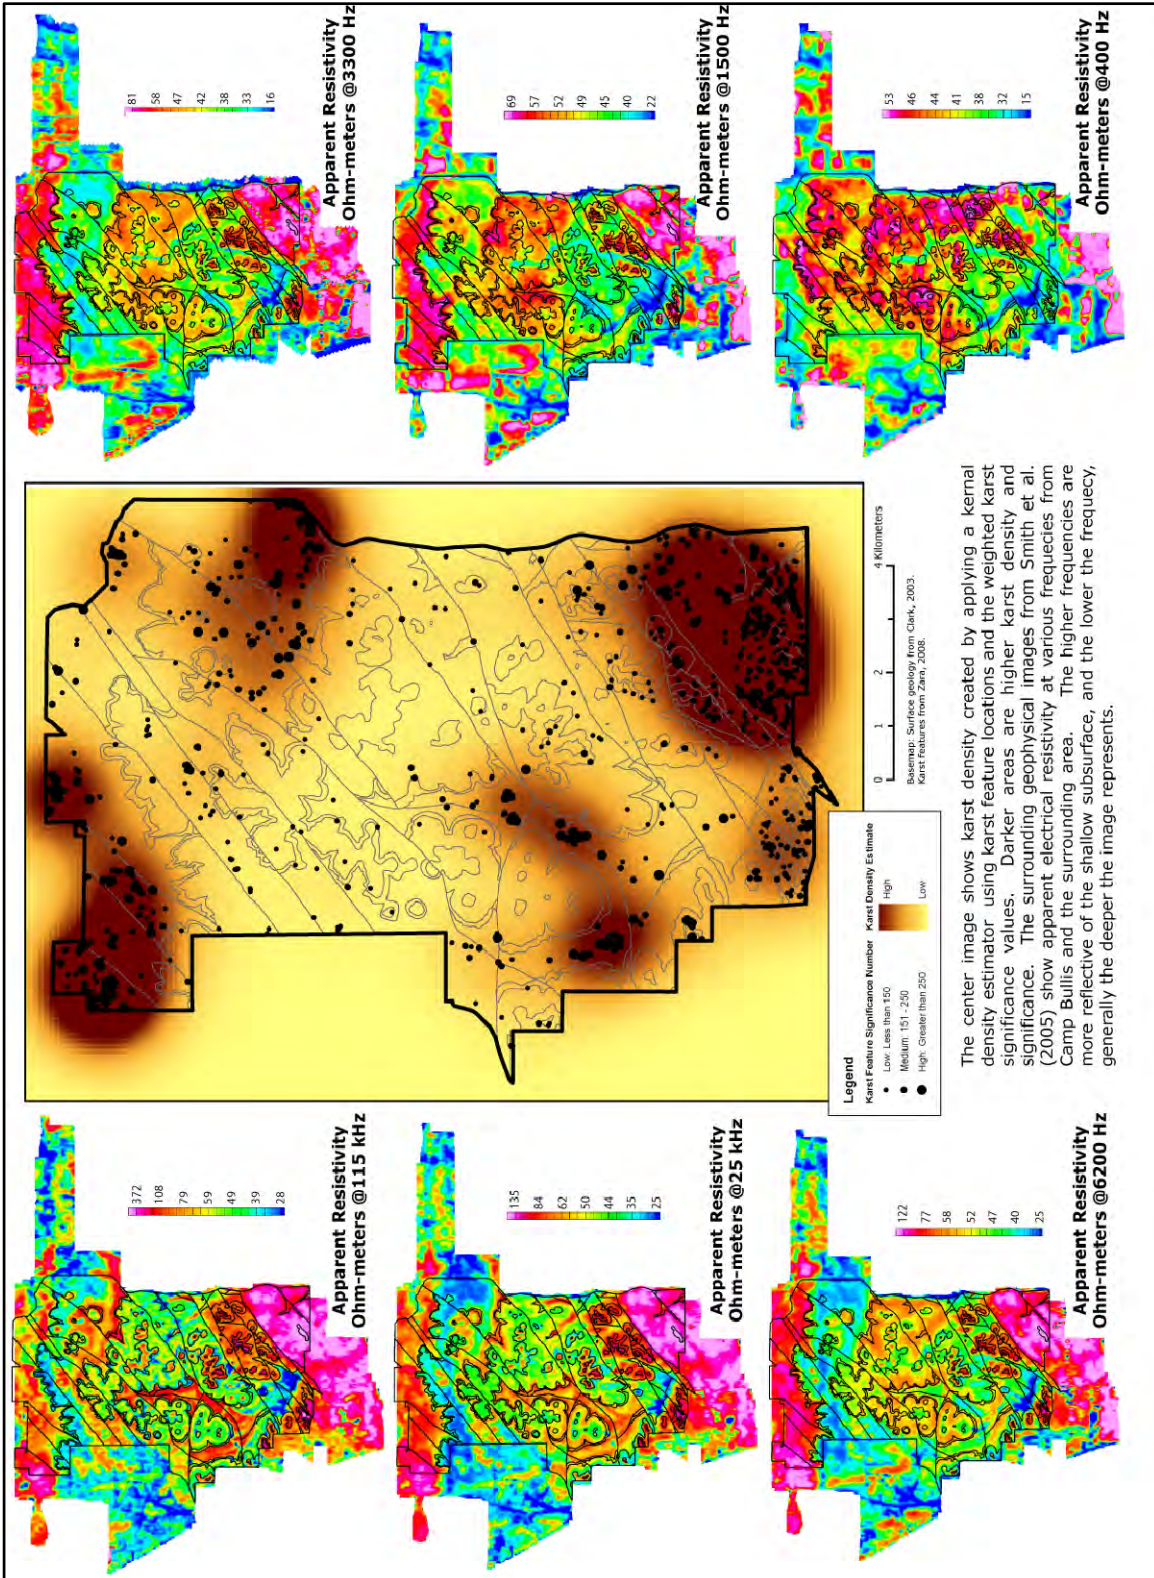 Apparent Resistivity
Ohm-meters @115 kHz
372
108
79
59
49
39
28
Apparent Resistivity
Ohm-meters @25 kHz
135
84
62
50
44
35
25
Apparent Resistivity
Ohm-meters @6200 Hz
122
77
58
52
47
40
25
Legend
Karst Feature Significance Number
Low: Less than 150
Medium: 151 - 250
High: Greater than 250
Karst Density Estimate
High
Low
0 1 2 4 Kilometers
Basemap: Surface geology from Clark, 2003.
Karst features from Zara, 2008.
The center image shows karst density created by applying a kernal
density estimator using karst feature locations and the weighted karst
significance values. Darker areas are higher karst density and
significance. The surrounding geophysical images from Smith et al.
(2005) show apparent electrical resistivity at various frequecies from
Camp Bullis and the surrounding area. The higher frequencies are
more reflective of the shallow subsurface, and the lower the frequecy,
generally the deeper the image represents.
Apparent Resistivity
Ohm-meters @3300 Hz
81
58
47
42
38
33
16
Apparent Resistivity
Ohm-meters @1500 Hz
69
57
52
49
45
40
22
Apparent Resistivity
Ohm-meters @400 Hz
53
46
44
41
38
32
15